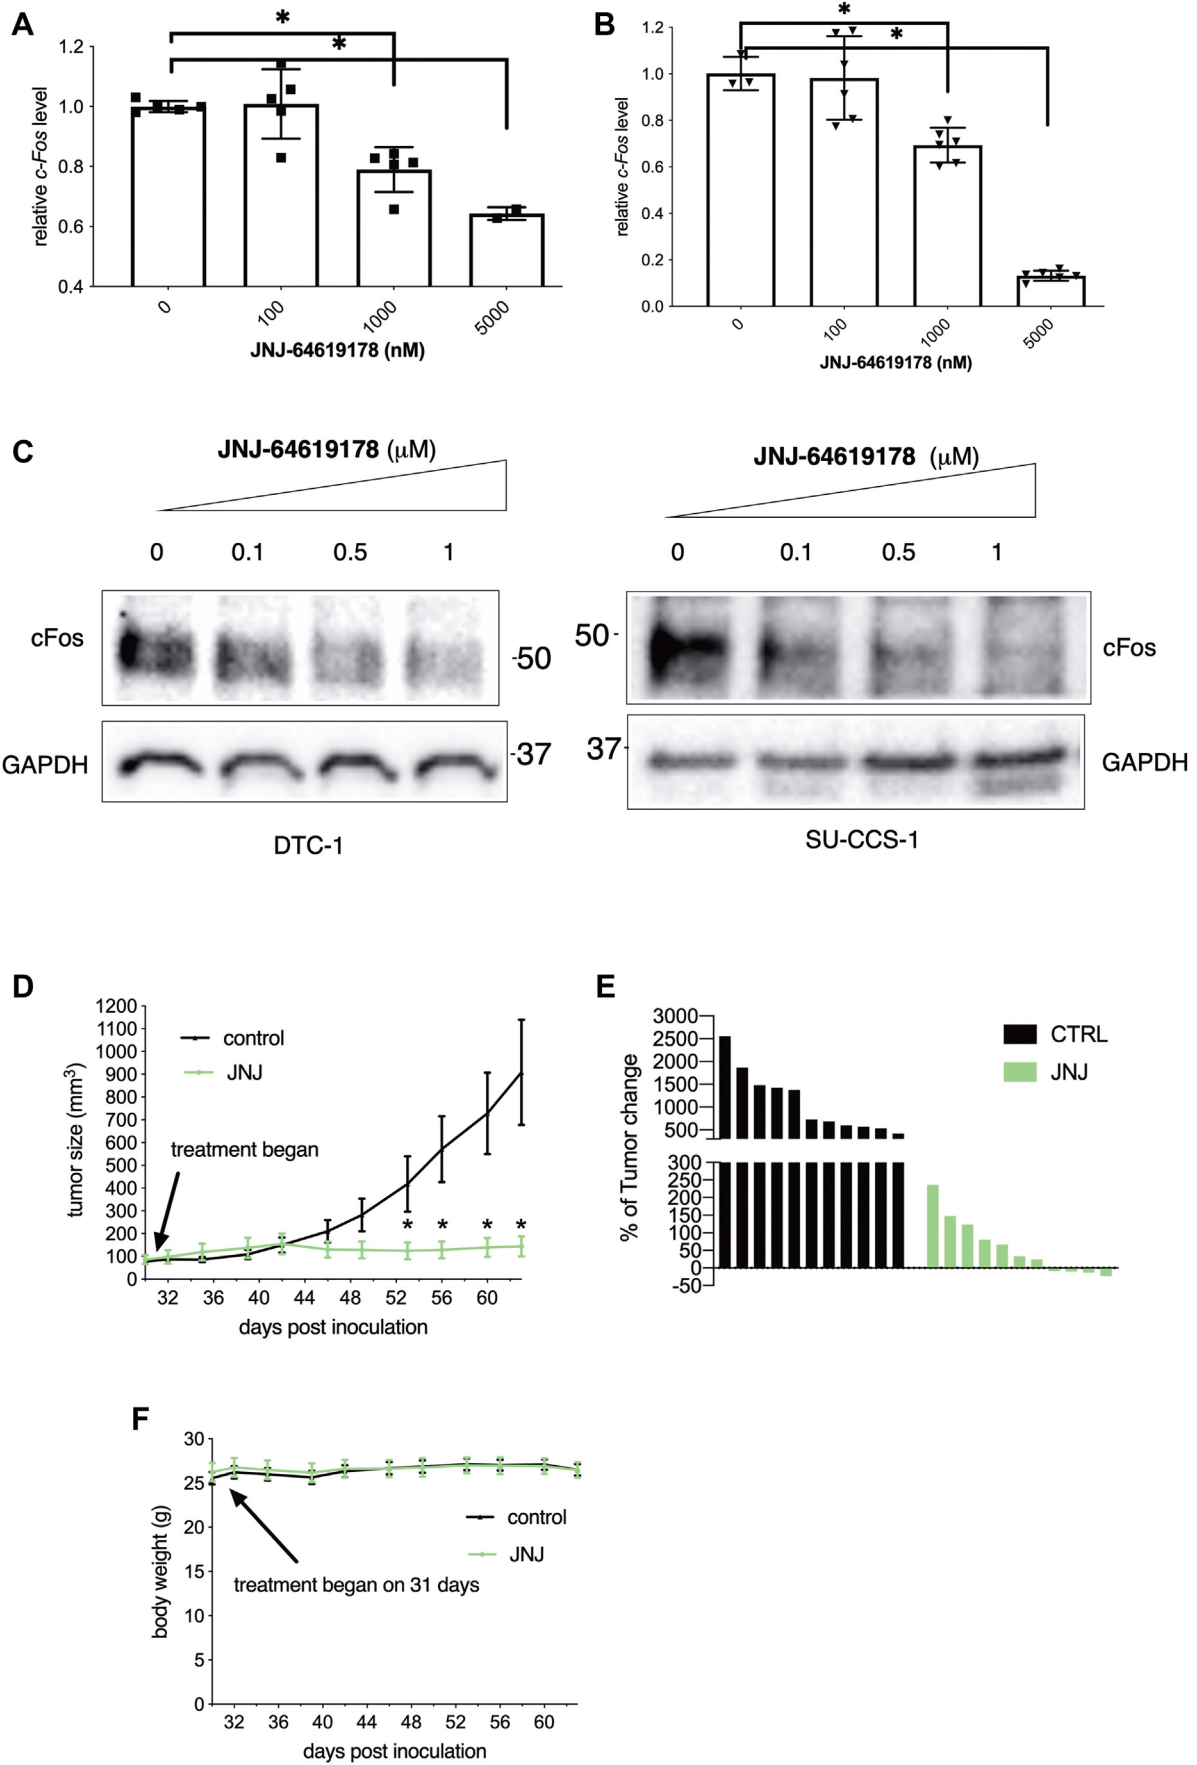 A
*
*
1.2
1.0
0.8
0.6
0.4
relative c-Fos level
0
100
1000
5000
JNJ-64619178 (nM)
B
*
*
1.2
1.0
0.8
0.6
0.4
0.2
0.0
relative c-Fos level
0
100
1000
5000
JNJ-64619178 (nM)
C
JNJ-64619178 (μM)
0 0.1 0.5 1
cFos
-50
GAPDH
-37
DTC-1
JNJ-64619178 (μM)
0 0.1 0.5 1
50-
cFos
37-
GAPDH
SU-CCS-1
D
1200
1100
1000
900
800
700
600
500
400
300
200
100
0
tumor size (mm³)
control
JNJ
treatment began
* * * *
32 36 40 44 48 52 56 60
days post inoculation
E
3000
2500
2000
1500
1000
500
300
250
200
150
100
50
0
-50
% of Tumor change
CTRL
JNJ
F
30
25
20
15
10
5
0
body weight (g)
control
JNJ
treatment began on 31 days
32 36 40 44 48 52 56 60
days post inoculation